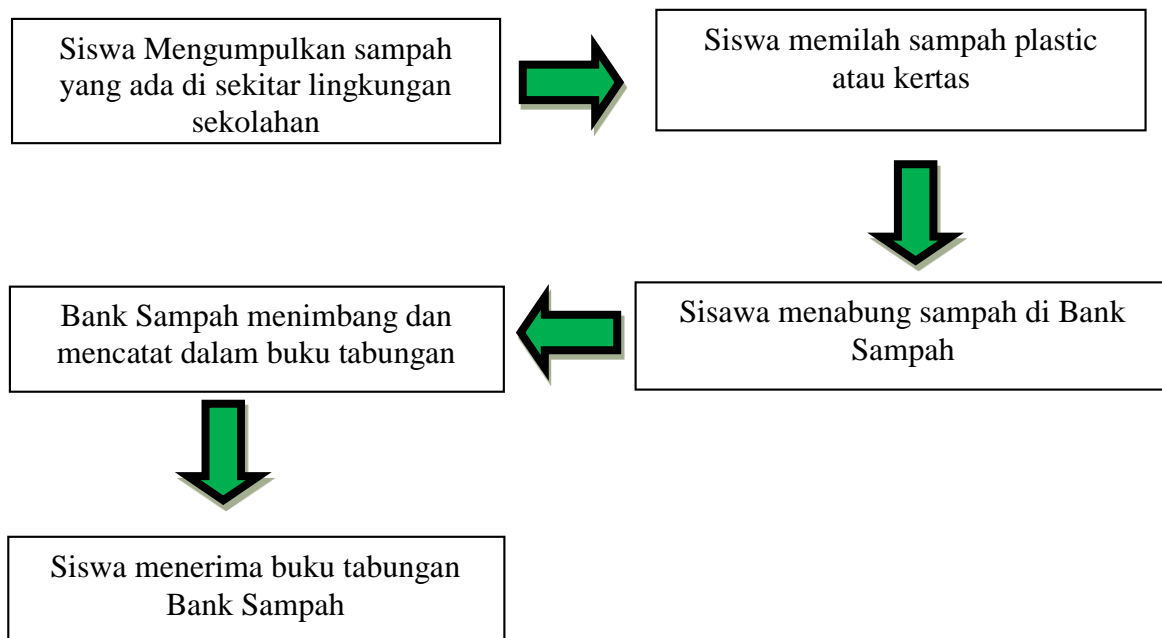 Siswa Mengumpulkan sampah
yang ada di sekitar lingkungan
sekolahan
Siswa memilah sampah plastic
atau kertas
Sisawa menabung sampah di Bank
Sampah
Bank Sampah menimbang dan
mencatat dalam buku tabungan
Siswa menerima buku tabungan
Bank Sampah